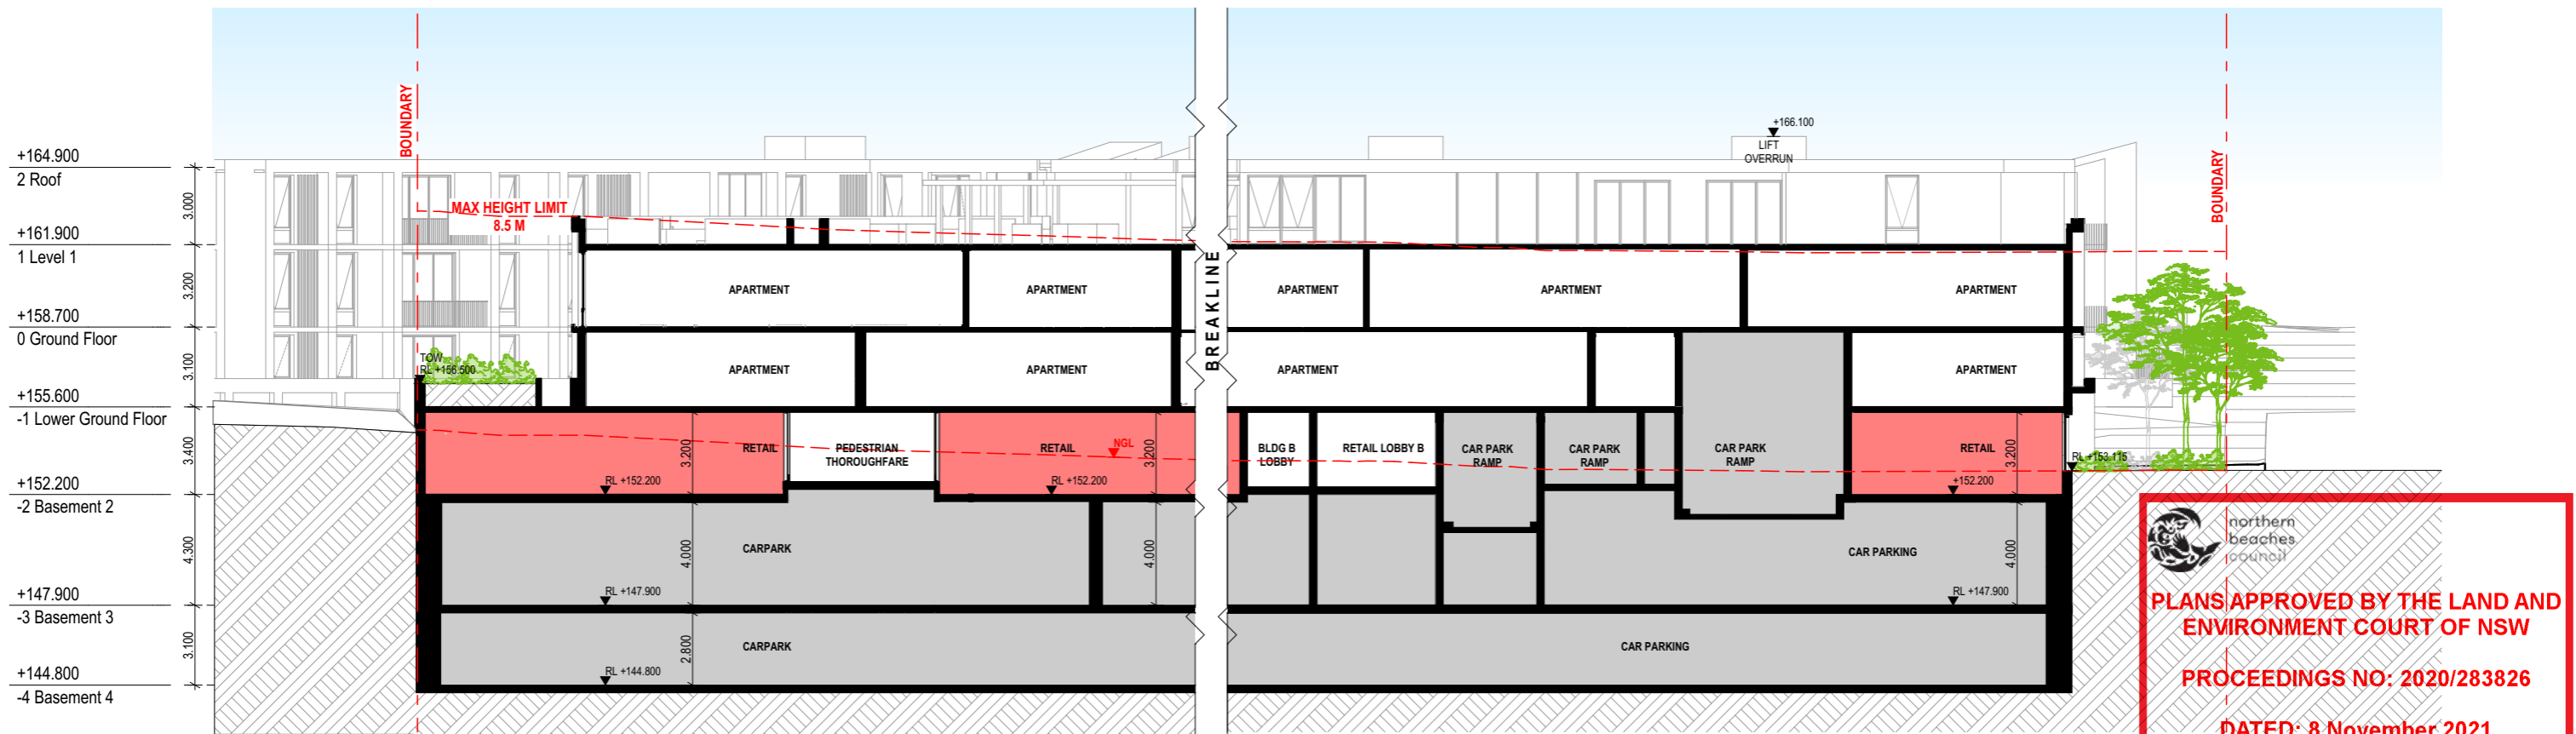 BOUNDARY
+166.100
LIFT
OVERRUN
BOUNDARY
+164.900
2 Roof
3.000
MAX HEIGHT LIMIT
8.5 M
+161.900
1 Level 1
3.200
APARTMENT
APARTMENT
BREAKLINE
APARTMENT
APARTMENT
APARTMENT
+158.700
0 Ground Floor
3.100
TOW
RL +156.500
APARTMENT
APARTMENT
APARTMENT
APARTMENT
+155.600
-1 Lower Ground Floor
3.400
RETAIL
3.200
PEDESTRIAN
THOROUGHFARE
RETAIL
NGL
3.200
BLDG B
LOBBY
RETAIL LOBBY B
CAR PARK
RAMP
CAR PARK
RAMP
CAR PARK
RAMP
RETAIL
3.200
RL +153.115
RL +152.200
RL +152.200
+152.200
+152.200
-2 Basement 2
4.300
CARPARK
4.000
4.000
CAR PARKING
4.000
RL +147.900
RL +147.900
+147.900
-3 Basement 3
3.100
CARPARK
2.800
CAR PARKING
RL +144.800
+144.800
-4 Basement 4
northern
beaches
council
PLANS APPROVED BY THE LAND AND
ENVIRONMENT COURT OF NSW
PROCEEDINGS NO: 2020/283826
DATED: 8 November 2021